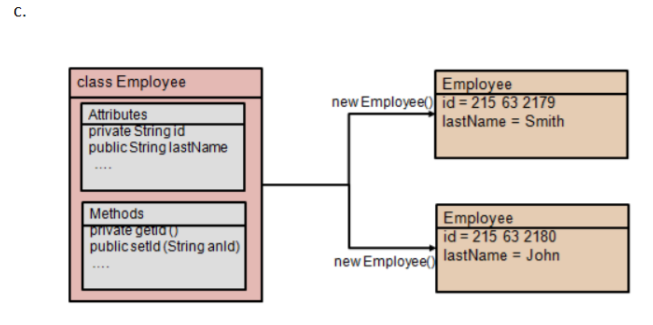 c.
class Employee
Attributes
private String id
public String lastName
....
Methods
private getId ()
public setId (String anId)
....
new Employee()
Employee
id = 215 63 2179
lastName = Smith
new Employee()
Employee
id = 215 63 2180
lastName = John